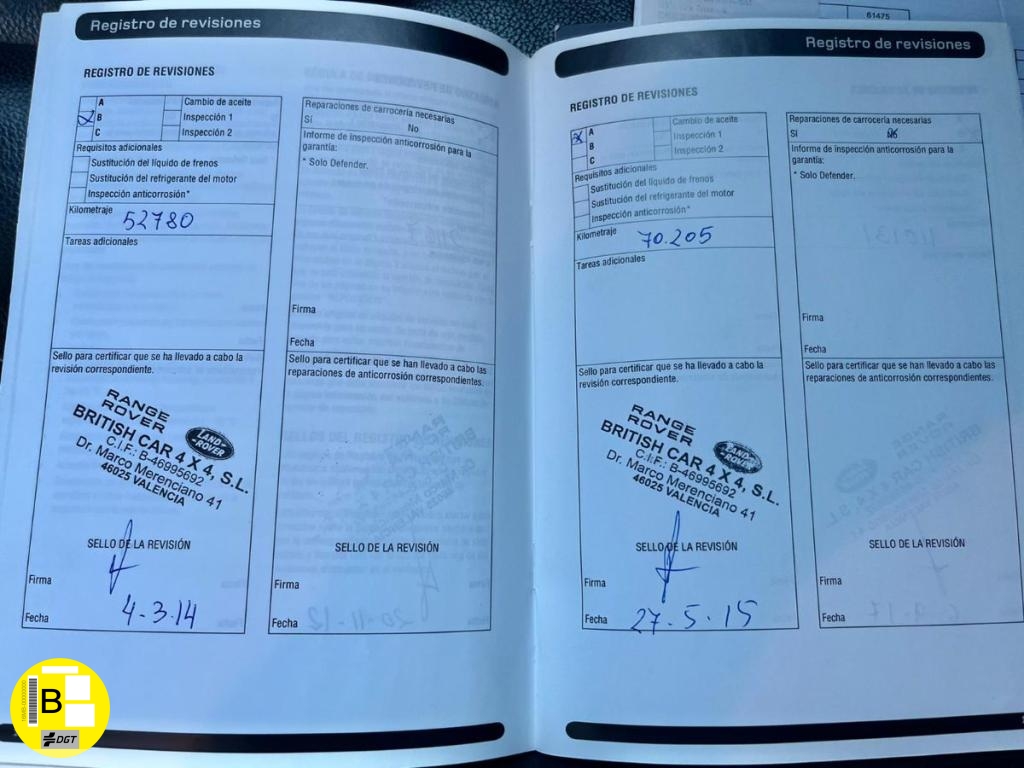 61475
Registro de revisiones
REGISTRO DE REVISIONES
A
B
C
Cambio de aceite
Inspección 1
Inspección 2
Requisitos adicionales
Sustitución del líquido de frenos
Sustitución del refrigerante del motor
Inspección anticorrosión*
Kilometraje
52780
Tareas adicionales
Sello para certificar que se ha llevado a cabo la
revisión correspondiente.
RANGE
ROVER
LAND-
-ROVER
BRITISH CAR 4 X 4, S.L.
C.I.F.: B-46995692
Dr. Marco Merenciano 41
46025 VALENCIA
SELLO DE LA REVISIÓN
Firma
Fecha
4-3.14
Reparaciones de carrocería necesarias
Sí No
Informe de inspección anticorrosión para la
garantía:
* Solo Defender.
Firma
Fecha
Sello para certificar que se han llevado a cabo las
reparaciones de anticorrosión correspondientes.
SELLO DE LA REVISIÓN
Firma
Fecha
Registro de revisiones
REGISTRO DE REVISIONES
A
B
C
Cambio de aceite
Inspección 1
Inspección 2
Requisitos adicionales
Sustitución del líquido de frenos
Sustitución del refrigerante del motor
Inspección anticorrosión*
Kilometraje
70.205
Tareas adicionales
Sello para certificar que se ha llevado a cabo la
revisión correspondiente.
RANGE
ROVER
LAND-
-ROVER
BRITISH CAR 4 X 4, S.L.
C.I.F.: B-46995692
Dr. Marco Merenciano 41
46025 VALENCIA
SELLO DE LA REVISIÓN
Firma
Fecha
27-5.15
Reparaciones de carrocería necesarias
Sí
Informe de inspección anticorrosión para la
garantía:
* Solo Defender.
Firma
Fecha
Sello para certificar que se han llevado a cabo las
reparaciones de anticorrosión correspondientes.
SELLO DE LA REVISIÓN
Firma
Fecha
B
DGT